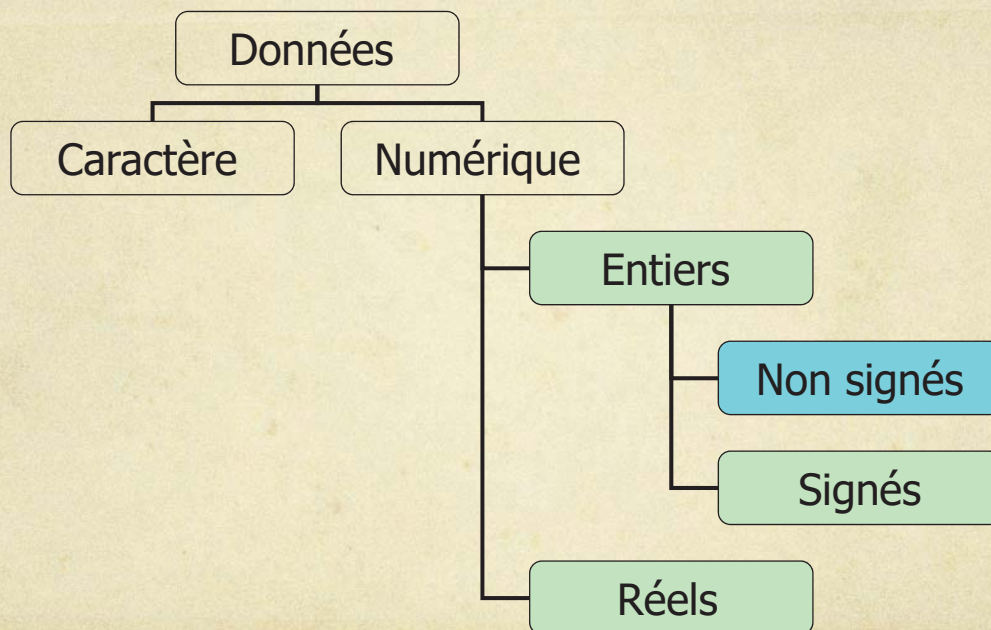 Données
Caractère
Numérique
Entiers
Non signés
Signés
Réels